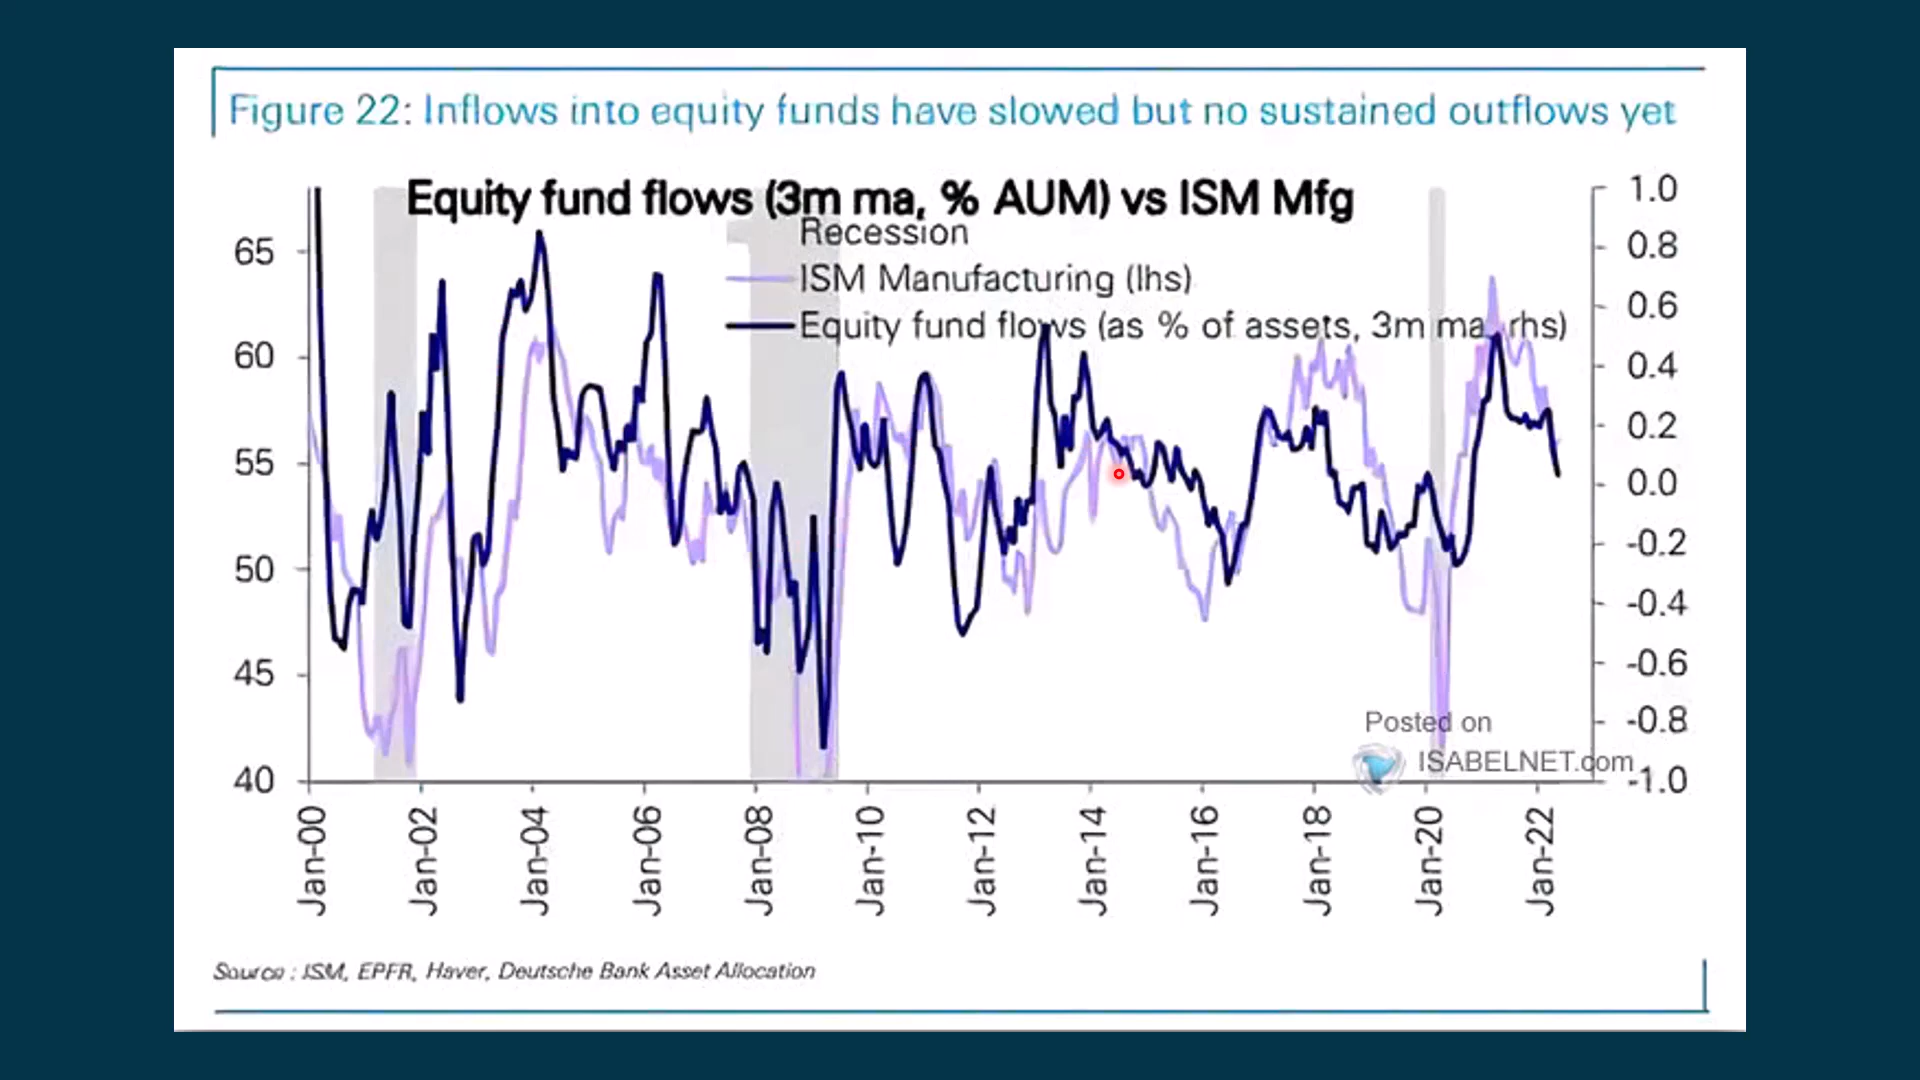 Figure 22: Inflows into equity funds have slowed but no sustained outflows yet
Equity fund flows (3m ma, % AUM) vs ISM Mfg
Recession
ISM Manufacturing (lhs)
Equity fund flows (as % of assets, 3m ma, rhs)
65
60
55
50
45
40
1.0
0.8
0.6
0.4
0.2
0.0
-0.2
-0.4
-0.6
-0.8
-1.0
Jan-00
Jan-02
Jan-04
Jan-06
Jan-08
Jan-10
Jan-12
Jan-14
Jan-16
Jan-18
Jan-20
Jan-22
Posted on
ISABELNET.com
Source : ISM, EPFR, Haver, Deutsche Bank Asset Allocation